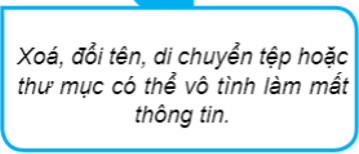 Xoá, đổi tên, di chuyển tệp hoặc
thư mục có thể vô tình làm mất
thông tin.